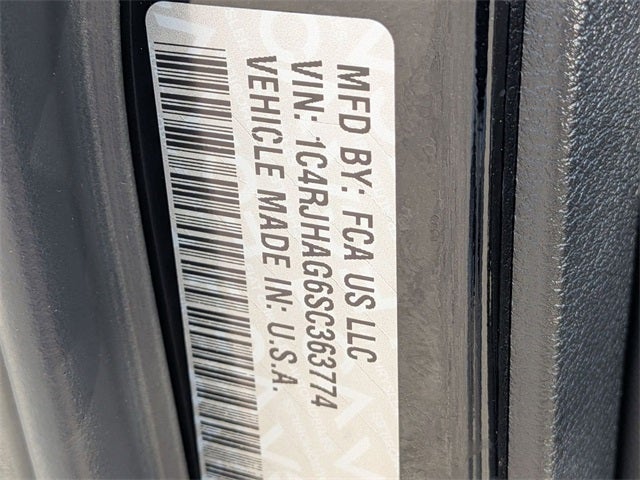 MFD BY: FCA US LLC
VIN: 1C4RJHAG6SC363774
VEHICLE MADE IN: U.S.A.